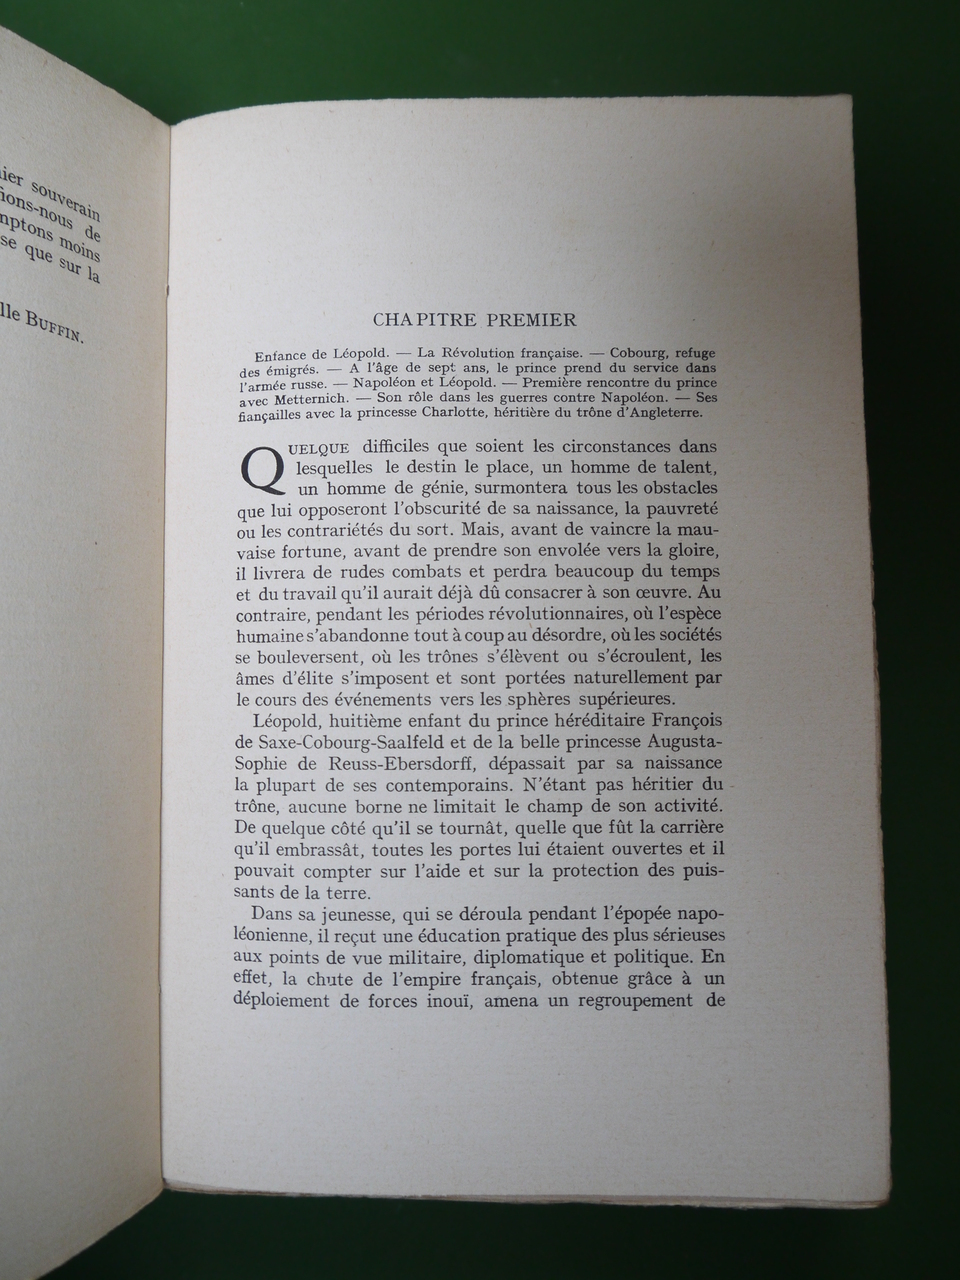 souverain
ions-nous de
mptons moins
se que sur la
lle BUFFIN.
CHAPITRE PREMIER
Enfance de Léopold. — La Révolution française. — Cobourg, refuge
des émigrés. — A l'âge de sept ans, le prince prend du service dans
l'armée russe. — Napoléon et Léopold. — Première rencontre du prince
avec Metternich. — Son rôle dans les guerres contre Napoléon. — Ses
fiançailles avec la princesse Charlotte, héritière du trône d'Angleterre.
QUELQUE difficiles que soient les circonstances dans
lesquelles le destin le place, un homme de talent,
un homme de génie, surmontera tous les obstacles
que lui opposeront l'obscurité de sa naissance, la pauvreté
ou les contrariétés du sort. Mais, avant de vaincre la mau-
vaise fortune, avant de prendre son envolée vers la gloire,
il livrera de rudes combats et perdra beaucoup du temps
et du travail qu'il aurait déjà dû consacrer à son œuvre. Au
contraire, pendant les périodes révolutionnaires, où l'espèce
humaine s'abandonne tout à coup au désordre, où les sociétés
se bouleversent, où les trônes s'élèvent ou s'écroulent, les
âmes d'élite s'imposent et sont portées naturellement par
le cours des événements vers les sphères supérieures.
Léopold, huitième enfant du prince héréditaire François
de Saxe-Cobourg-Saalfeld et de la belle princesse Augusta-
Sophie de Reuss-Ebersdorff, dépassait par sa naissance
la plupart de ses contemporains. N'étant pas héritier du
trône, aucune borne ne limitait le champ de son activité.
De quelque côté qu'il se tournât, quelle que fût la carrière
qu'il embrassât, toutes les portes lui étaient ouvertes et il
pouvait compter sur l'aide et sur la protection des puis-
sants de la terre.
Dans sa jeunesse, qui se déroula pendant l'épopée napo-
léonienne, il reçut une éducation pratique des plus sérieuses
aux points de vue militaire, diplomatique et politique. En
effet, la chute de l'empire français, obtenue grâce à un
déploiement de forces inouï, amena un regroupement de